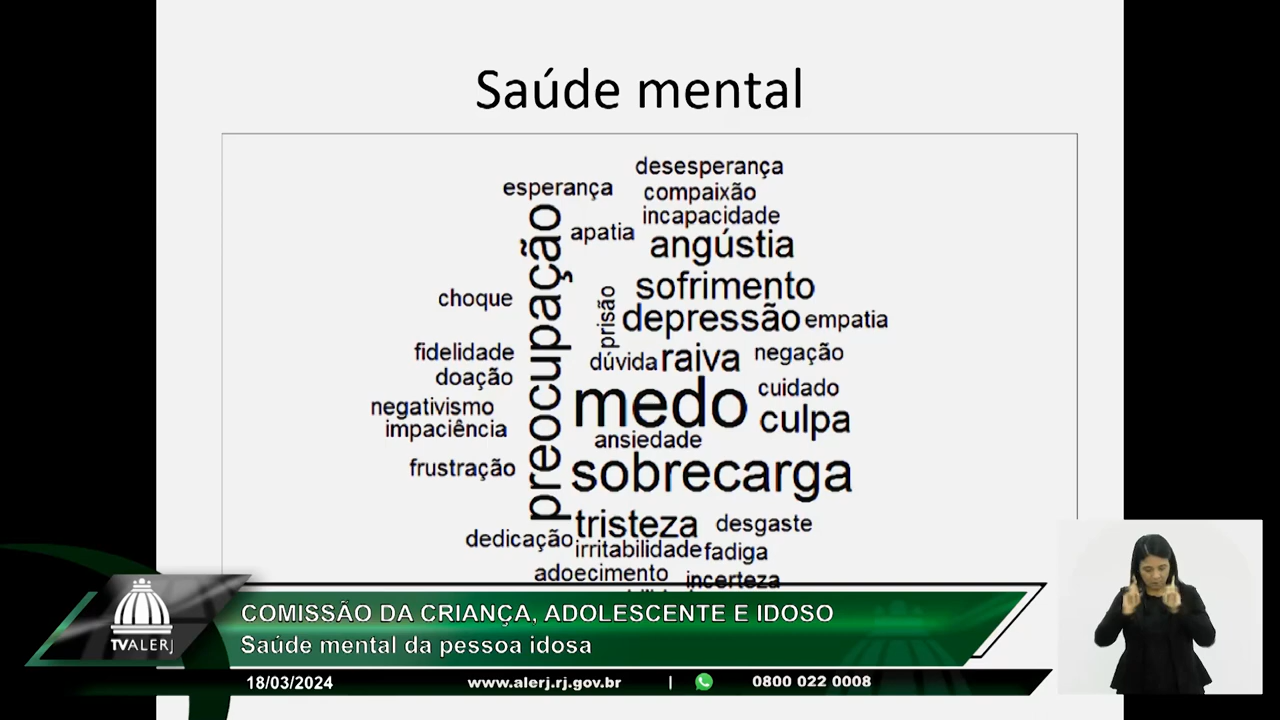 Saúde mental
desesperança
esperança
compaixão
incapacidade
apatia
angústia
preocupação
sofrimento
choque
prisão
depressão
empatia
fidelidade
dúvida
raiva
negação
doação
medo
cuidado
negativismo
culpa
impaciência
ansiedade
frustração
sobrecarga
tristeza
desgaste
dedicação
irritabilidade
fadiga
adoecimento
incerteza
COMISSÃO DA CRIANÇA, ADOLESCENTE E IDOSO
Saúde mental da pessoa idosa
TVALERJ
18/03/2024 www.alerj.rj.gov.br | 0800 022 0008